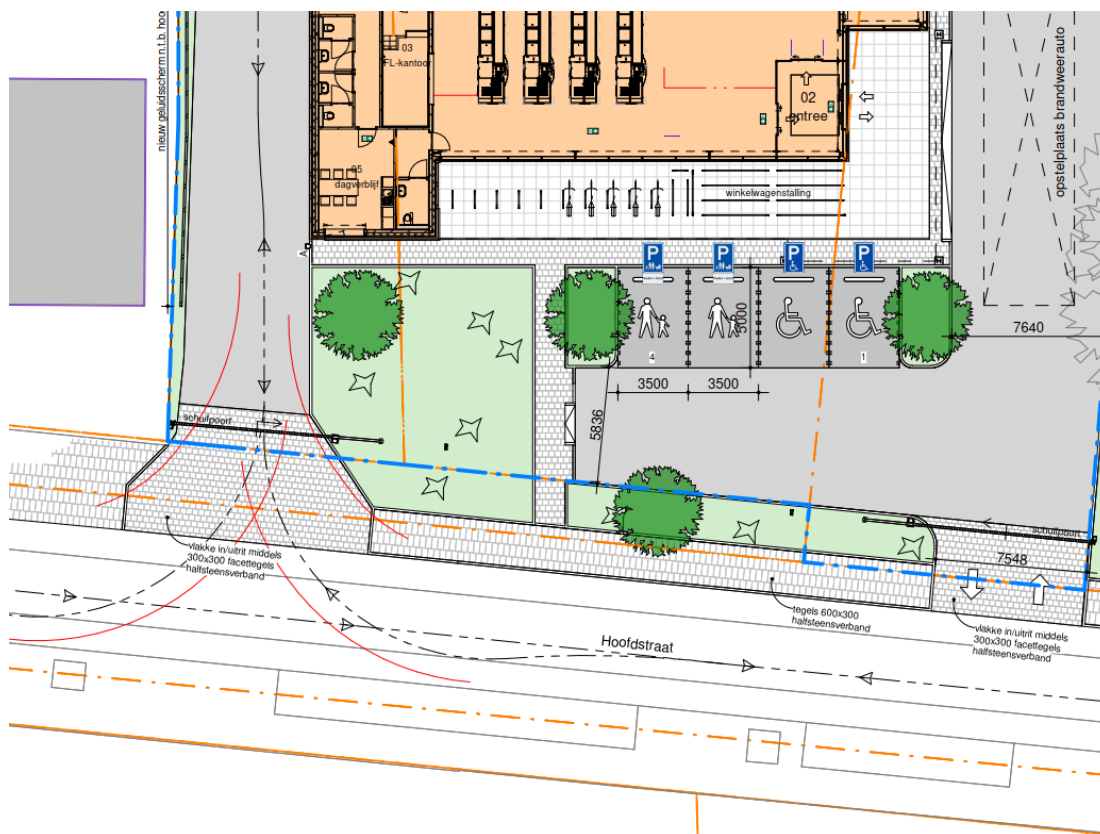 nieuw geluidsscherm n.t.b. hoo
03
FL-kantoor
02
entree
05
dagverblijf
winkelwagenstalling
opstelplaats brandweerauto
A
P
P
P
P
5000
7640
4
1
3500
3500
5836
schuifpoort
schuifpoort
7548
vlakke in/uitrit middels
300x300 facettegels
halfsteensverband
tegels 600x300
halfsteensverband
vlakke in/uitrit middels
300x300 facettegels
halfsteensverband
Hoofdstraat